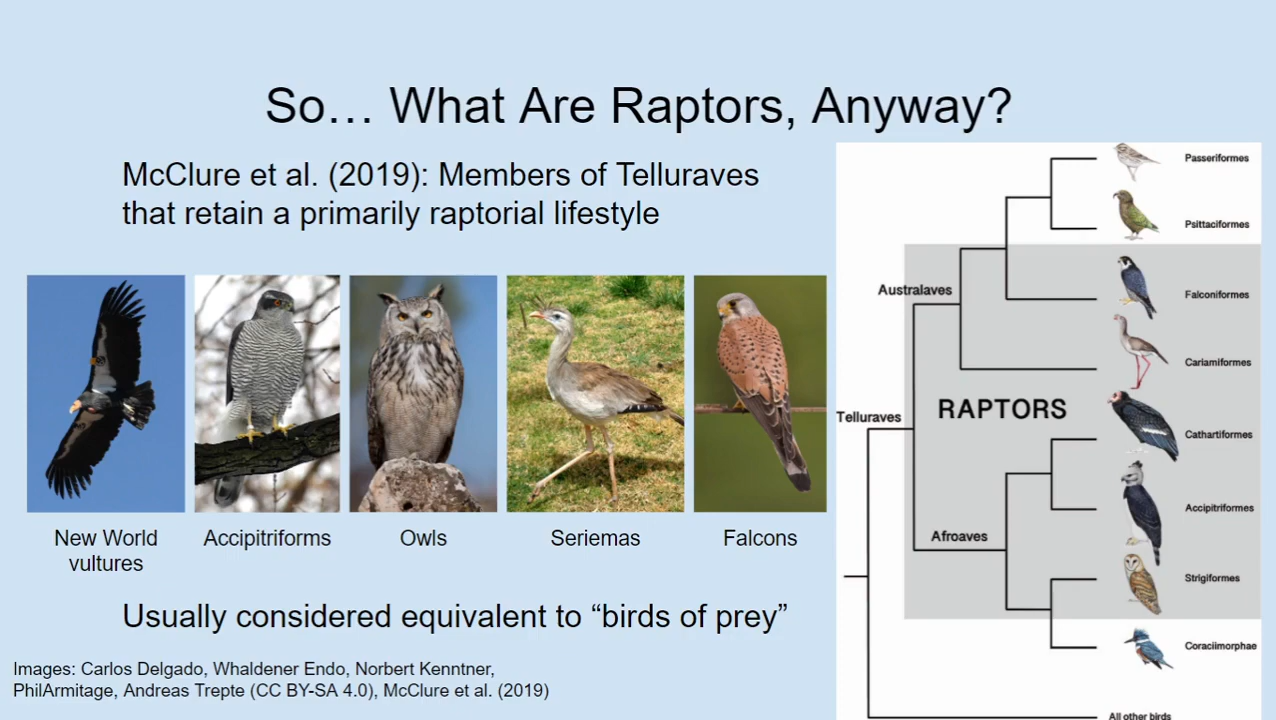 So… What Are Raptors, Anyway?
McClure et al. (2019): Members of Telluraves
that retain a primarily raptorial lifestyle
New World
vultures
Accipitriforms
Owls
Seriemas
Falcons
Usually considered equivalent to “birds of prey”
Images: Carlos Delgado, Whaldener Endo, Norbert Kenntner,
PhilArmitage, Andreas Trepte (CC BY-SA 4.0), McClure et al. (2019)
Passeriformes
Psittaciformes
Australaves
Falconiformes
Cariamiformes
Telluraves
RAPTORS
Cathartiformes
Accipitriformes
Afroaves
Strigiformes
Coraciimorphae
All other birds